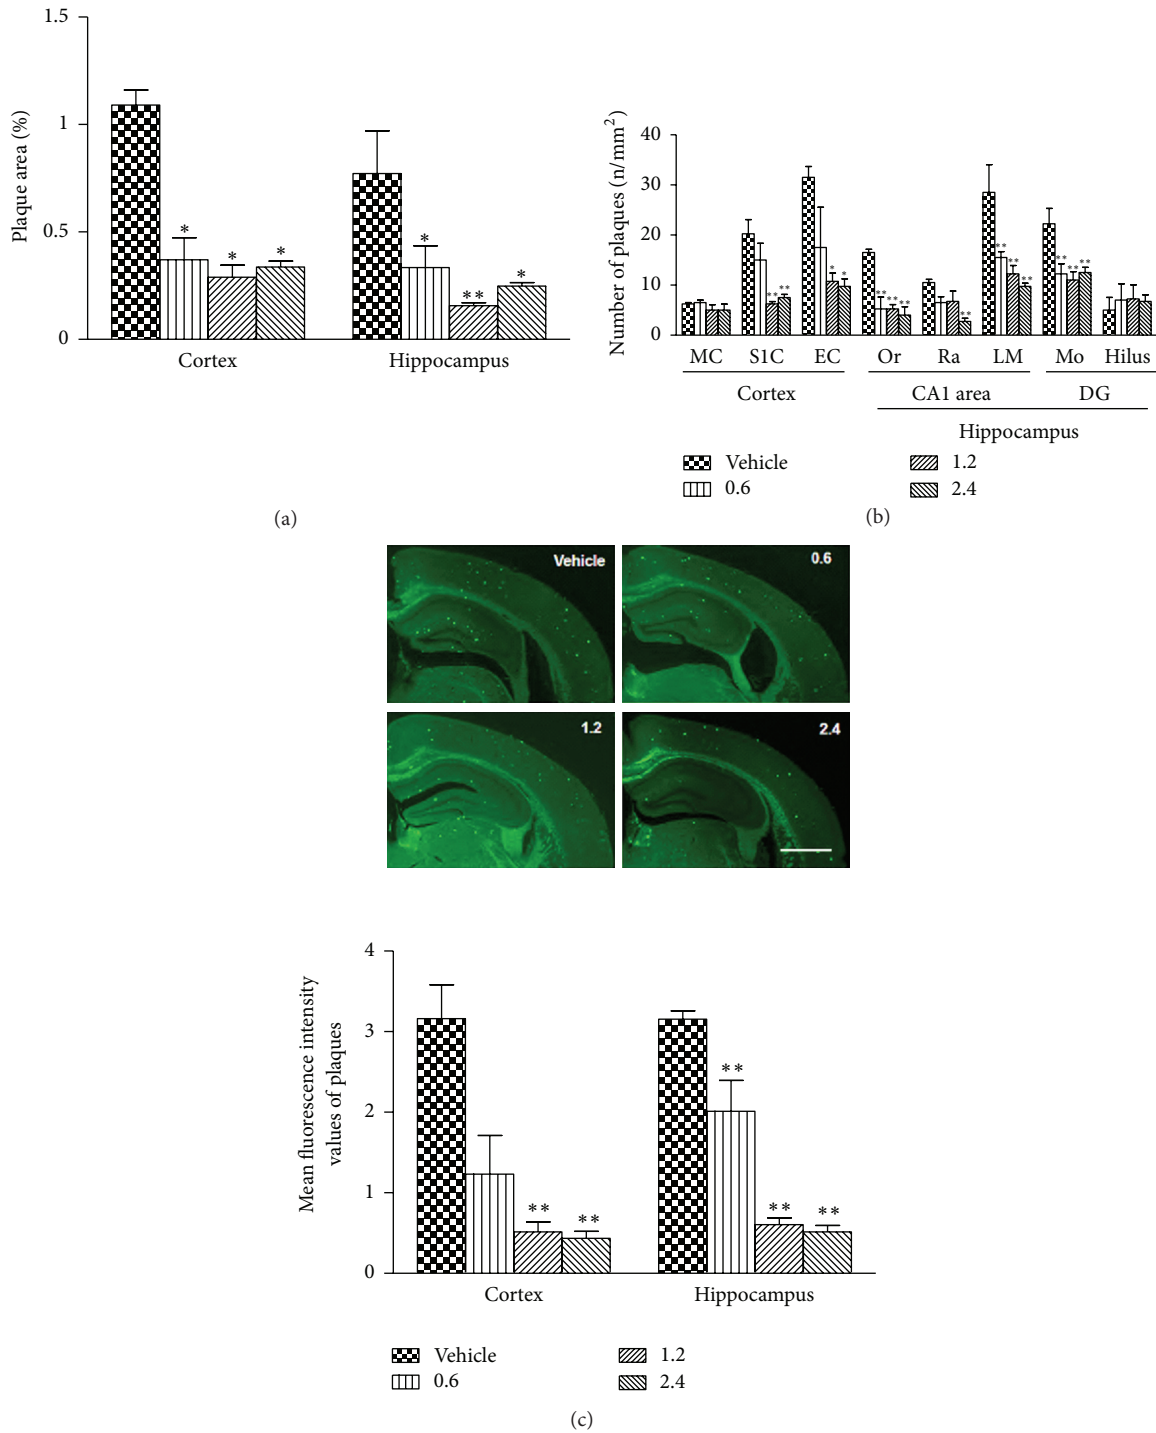 1.5
1
0.5
0
Plaque area (%)
* * * * ** *
Cortex Hippocampus
(a)
40
30
20
10
0
Number of plaques (n/mm²)
** ** * * ** ** ** ** ** ** ** ** ** **
MC S1C EC Or Ra LM Mo Hilus
Cortex CA1 area DG
Hippocampus
Vehicle 1.2
0.6 2.4
(b)
Vehicle 0.6
1.2 2.4
4
3
2
1
0
Mean fluorescence intensity
values of plaques
** ** ** ** **
Cortex Hippocampus
Vehicle 1.2
0.6 2.4
(c)